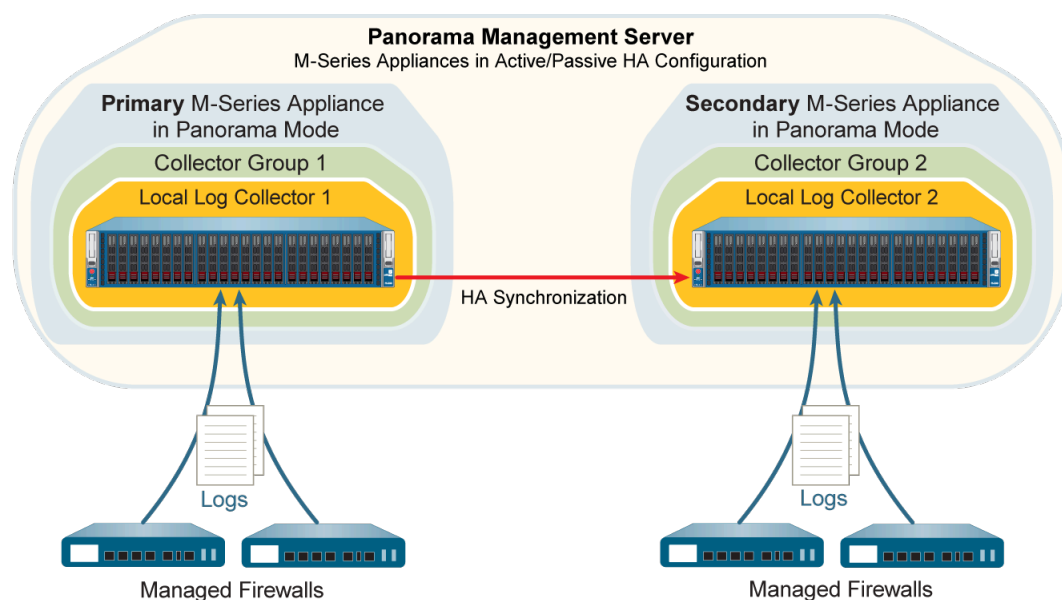 Panorama Management Server
M-Series Appliances in Active/Passive HA Configuration
Primary M-Series Appliance
in Panorama Mode
Collector Group 1
Local Log Collector 1
Secondary M-Series Appliance
in Panorama Mode
Collector Group 2
Local Log Collector 2
HA Synchronization
Logs
Managed Firewalls
Logs
Managed Firewalls